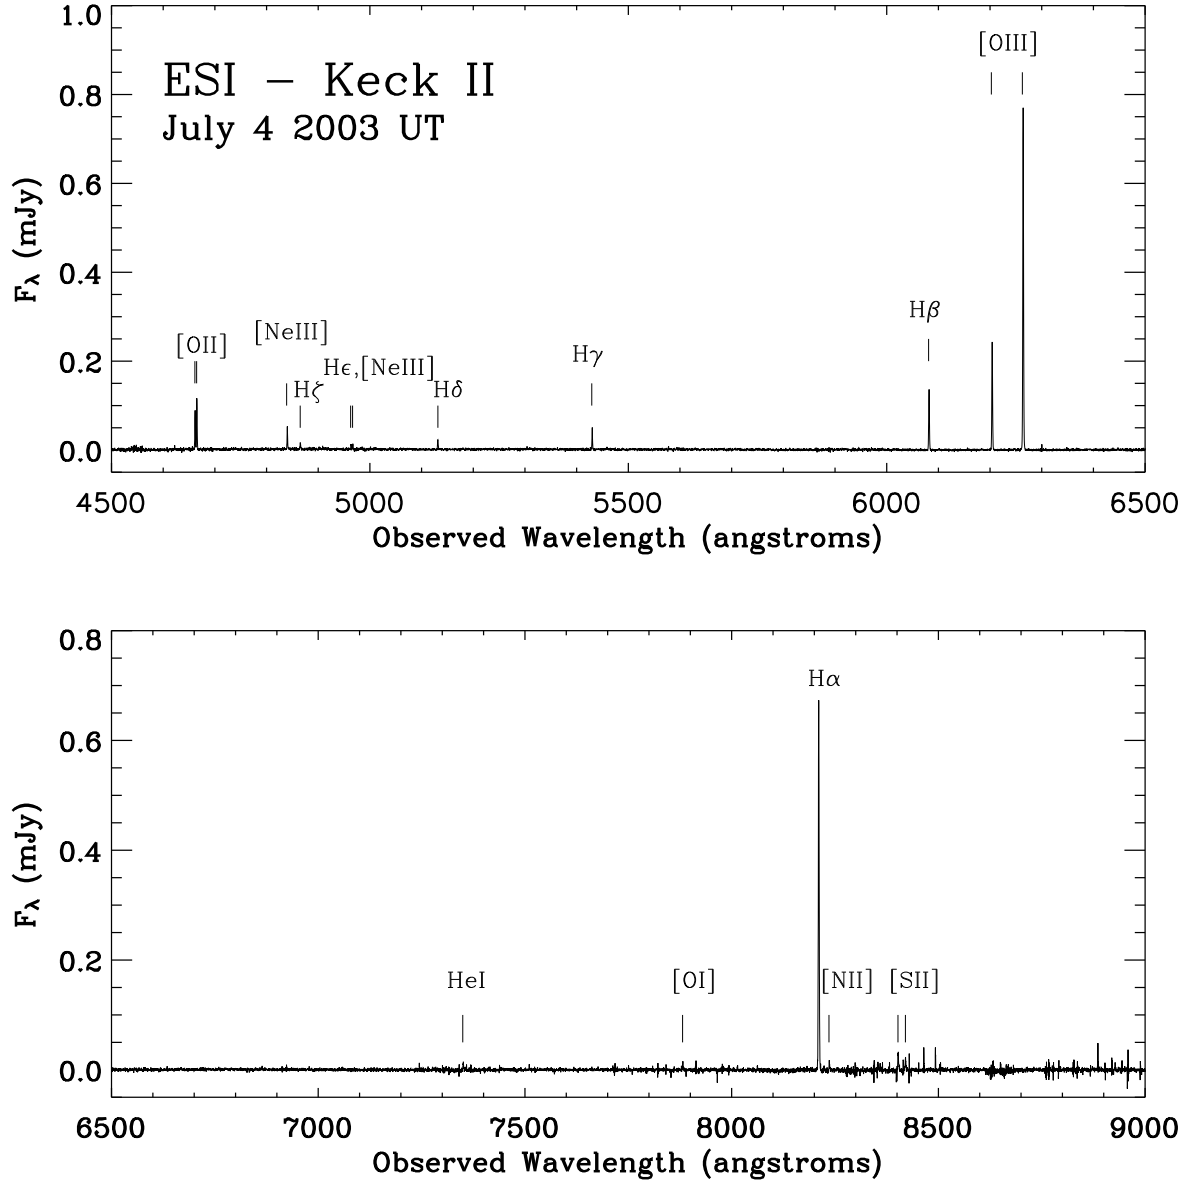 1.0
[OIII]
ESI – Keck II
0.8
July 4 2003 UT
0.6
F_λ (mJy)
0.4
Hβ
[NeIII]
[OII]
Hγ
0.2
Hϵ,[NeIII]
Hζ
Hδ
0.0
4500 5000 5500 6000 6500
Observed Wavelength (angstroms)
0.8
Hα
0.6
F_λ (mJy)
0.4
0.2
HeI
[OI]
[NII]
[SII]
0.0
6500 7000 7500 8000 8500 9000
Observed Wavelength (angstroms)